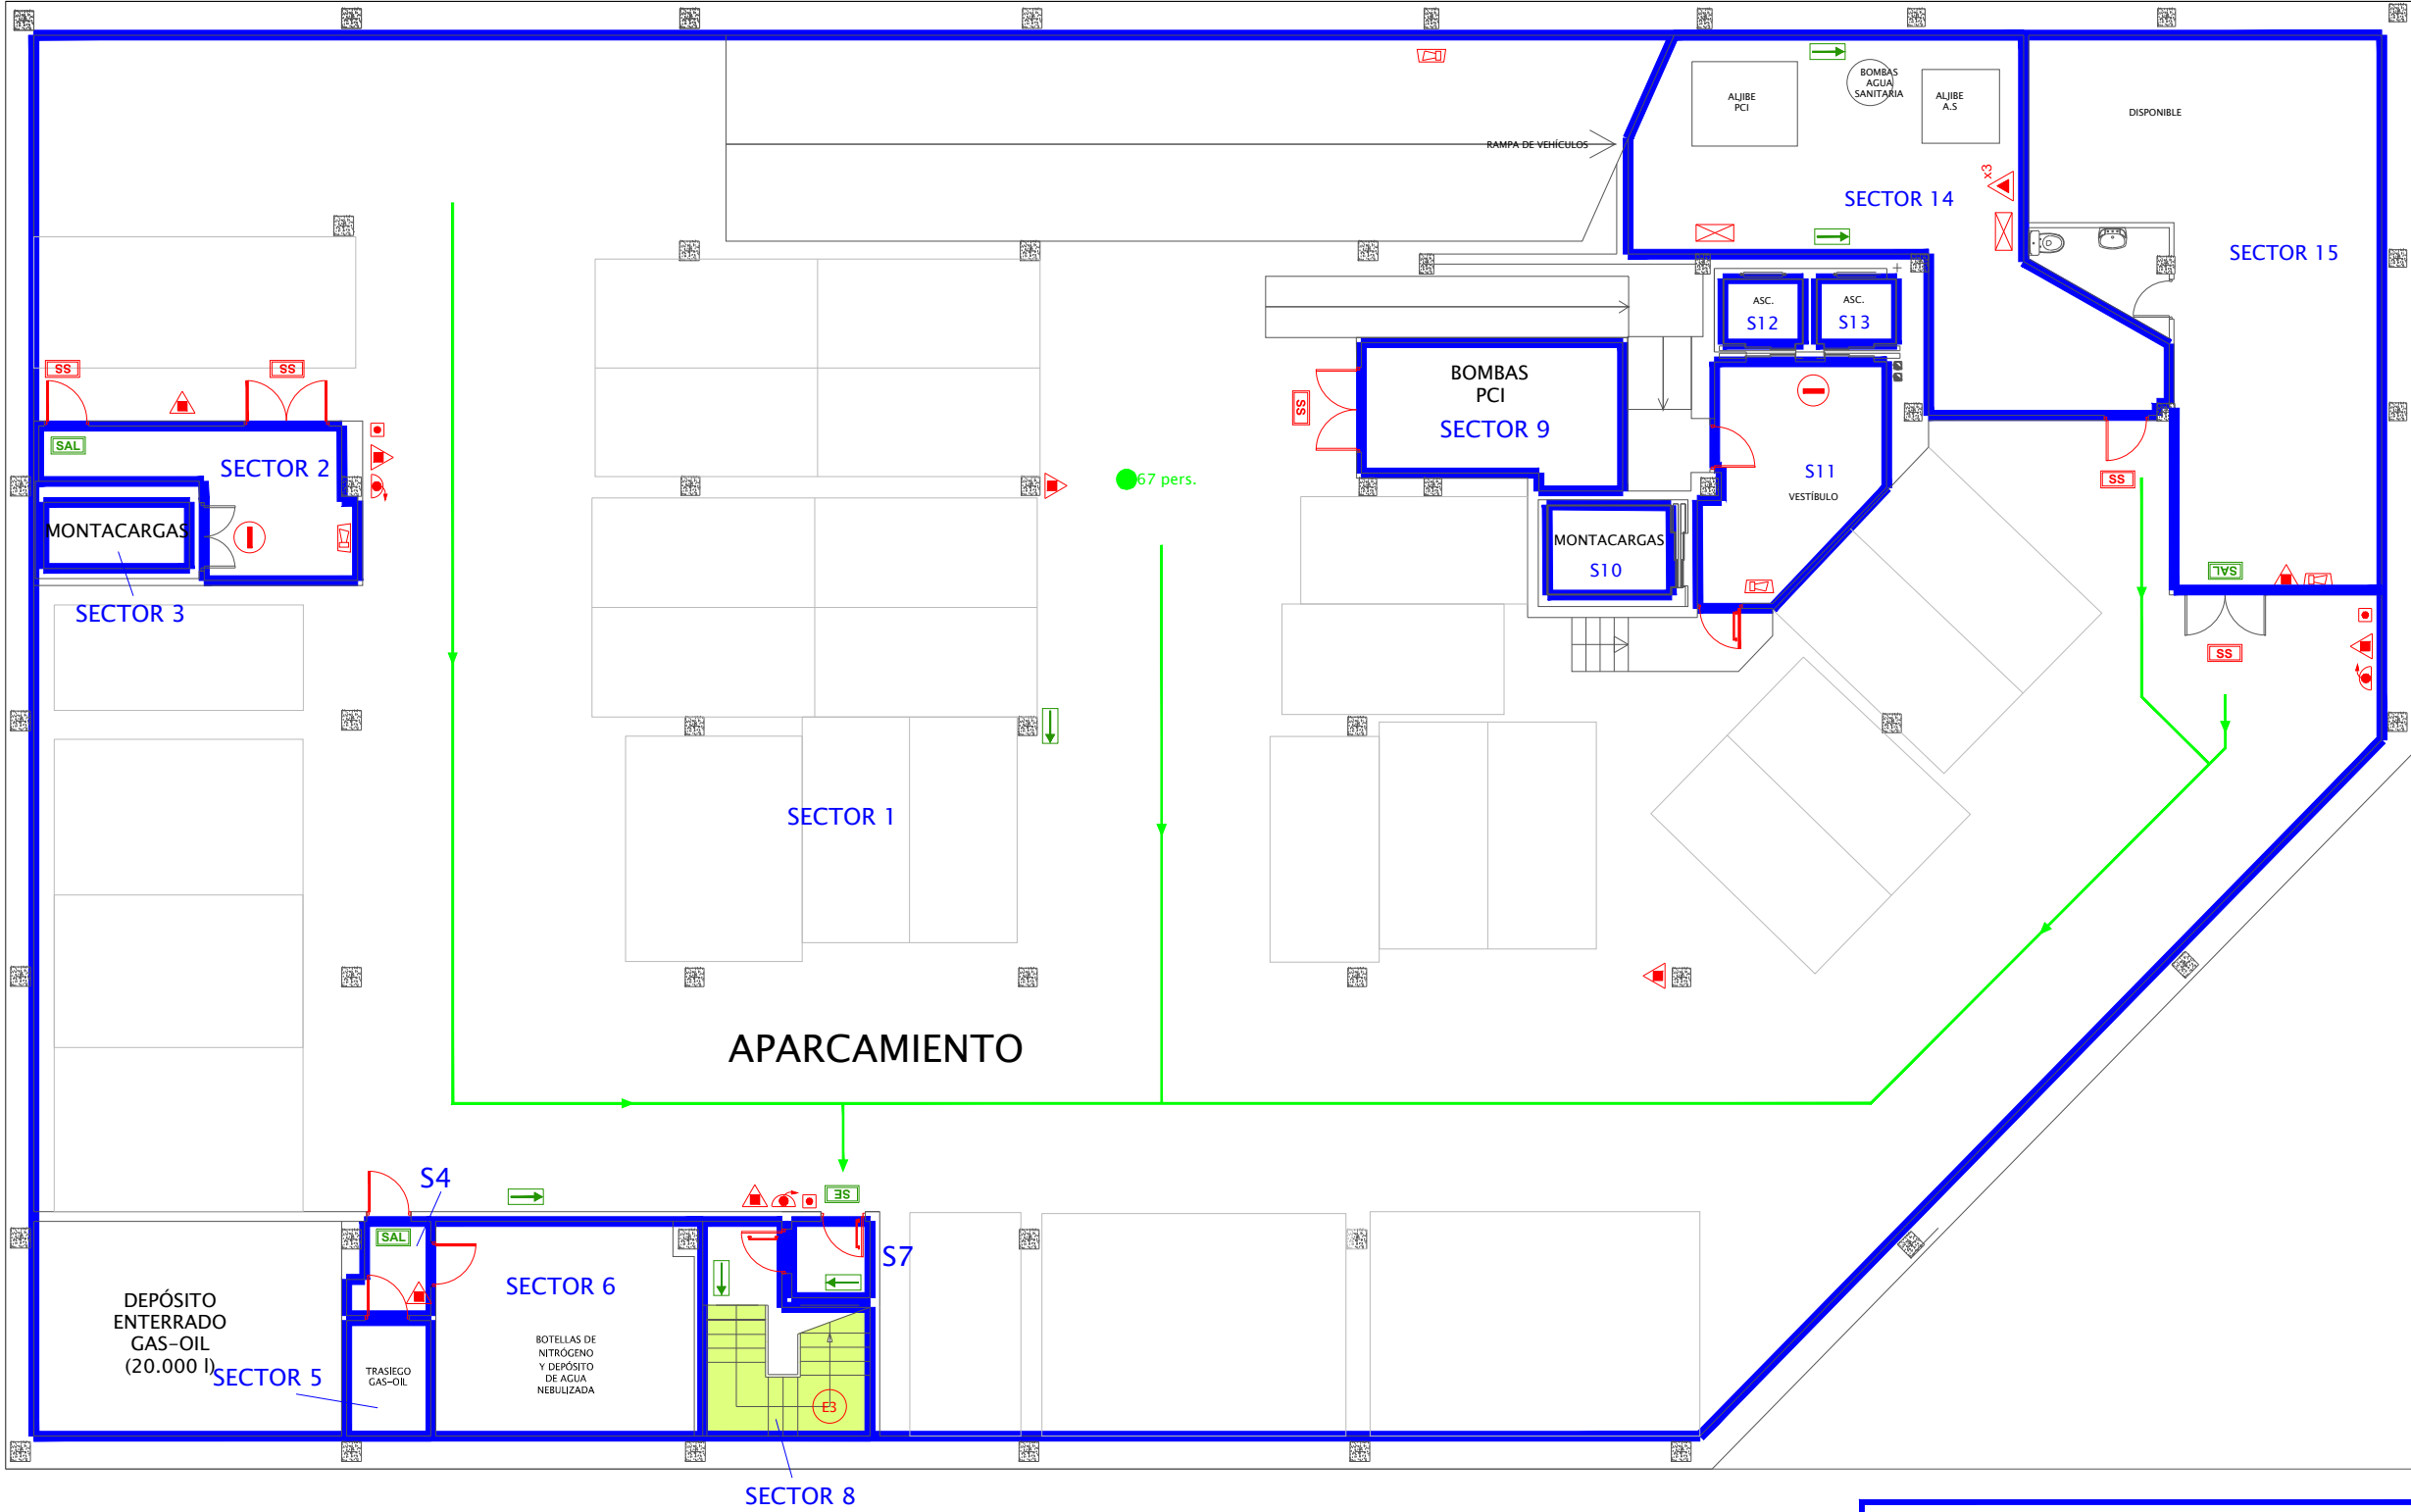 BOMBAS
AGUA
SANITARIA
ALJIBE
PCI
ALJIBE
A.S
DISPONIBLE
RAMPA DE VEHÍCULOS
x3
SECTOR 14
SECTOR 15
ASC.
S12
ASC.
S13
SS
SS
BOMBAS
PCI
SECTOR 9
SS
SAL
SECTOR 2
S11
VESTÍBULO
67 pers.
SS
MONTACARGAS
MONTACARGAS
S10
SAL
SECTOR 3
SS
SECTOR 1
APARCAMIENTO
S4
SE
SAL
S7
SECTOR 6
DEPÓSITO
ENTERRADO
GAS-OIL
(20.000 l)
SECTOR 5
TRASIEGO
GAS-OIL
BOTELLAS DE
NITRÓGENO
Y DEPÓSITO
DE AGUA
NEBULIZADA
E3
SECTOR 8